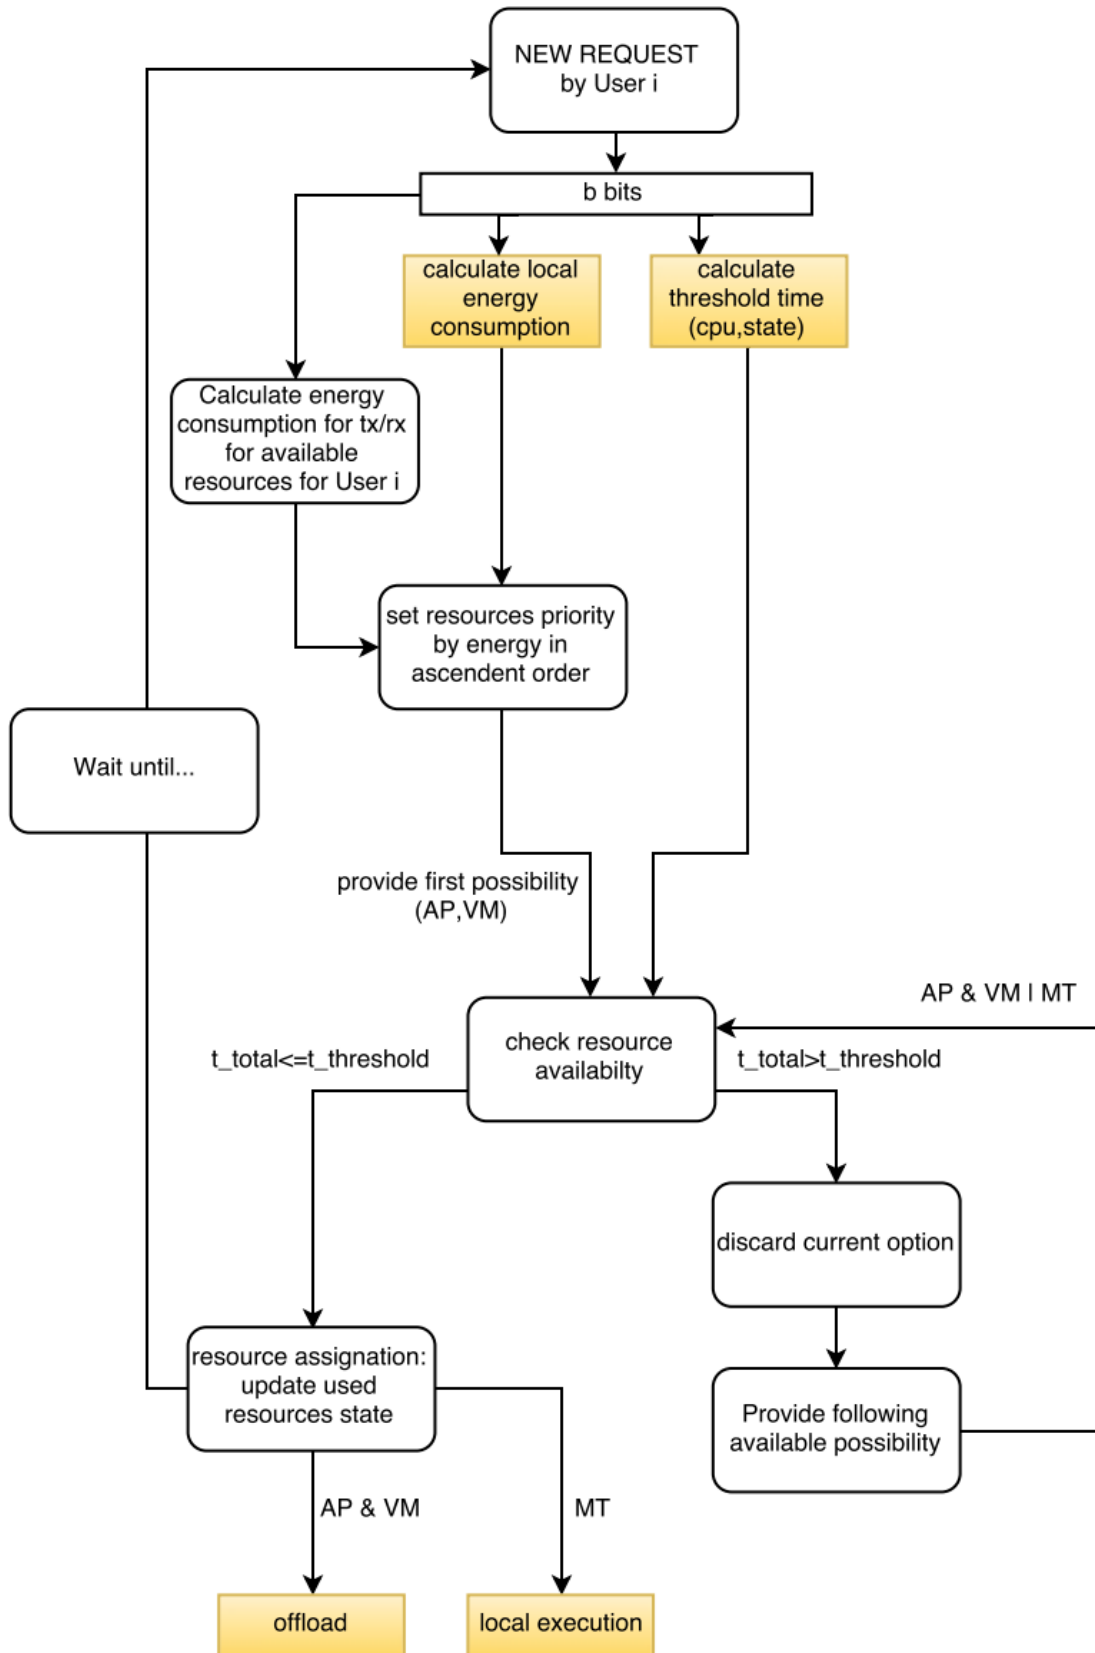 NEW REQUEST
by User i
b bits
calculate local
energy
consumption
calculate
threshold time
(cpu,state)
Calculate energy
consumption for tx/rx
for available
resources for User i
set resources priority
by energy in
ascendent order
Wait until...
provide first possibility
(AP,VM)
AP & VM | MT
check resource
availabilty
t_total<=t_threshold
t_total>t_threshold
discard current option
resource assignation:
update used
resources state
Provide following
available possibility
AP & VM
MT
offload
local execution